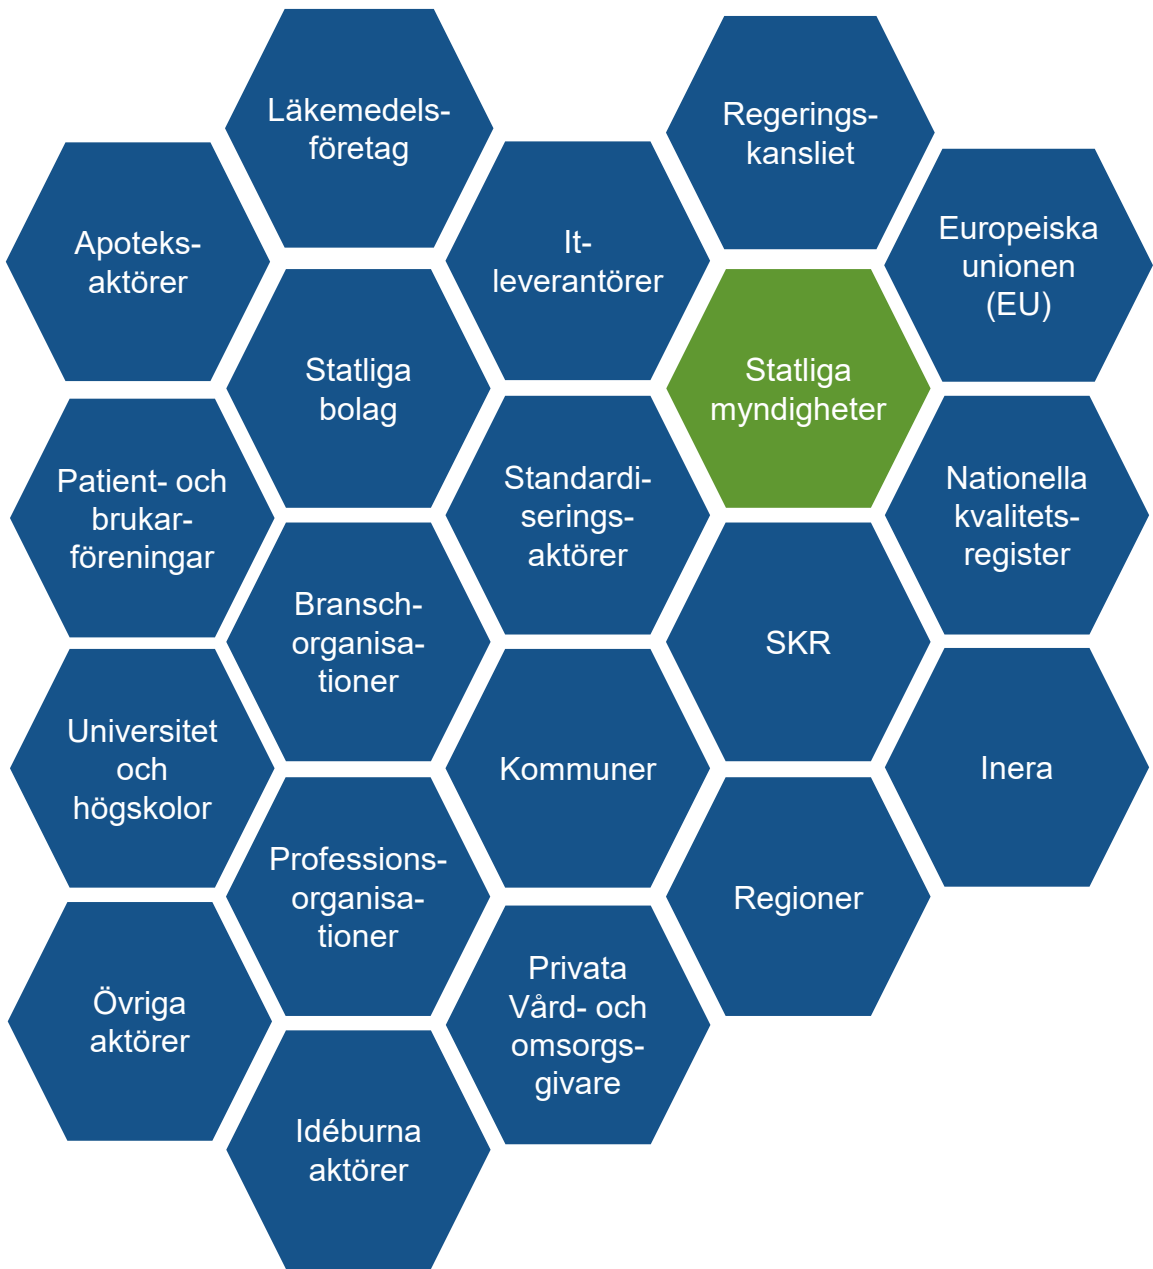 Läkemedels-
företag
Regerings-
kansliet
Apoteks-
aktörer
It-
leverantörer
Europeiska
unionen
(EU)
Statliga
bolag
Statliga
myndigheter
Patient- och
brukar-
föreningar
Standardi-
serings-
aktörer
Nationella
kvalitets-
register
Bransch-
organisa-
tioner
SKR
Universitet
och
högskolor
Kommuner
Inera
Professions-
organisa-
tioner
Regioner
Övriga
aktörer
Privata
Vård- och
omsorgs-
givare
Idéburna
aktörer